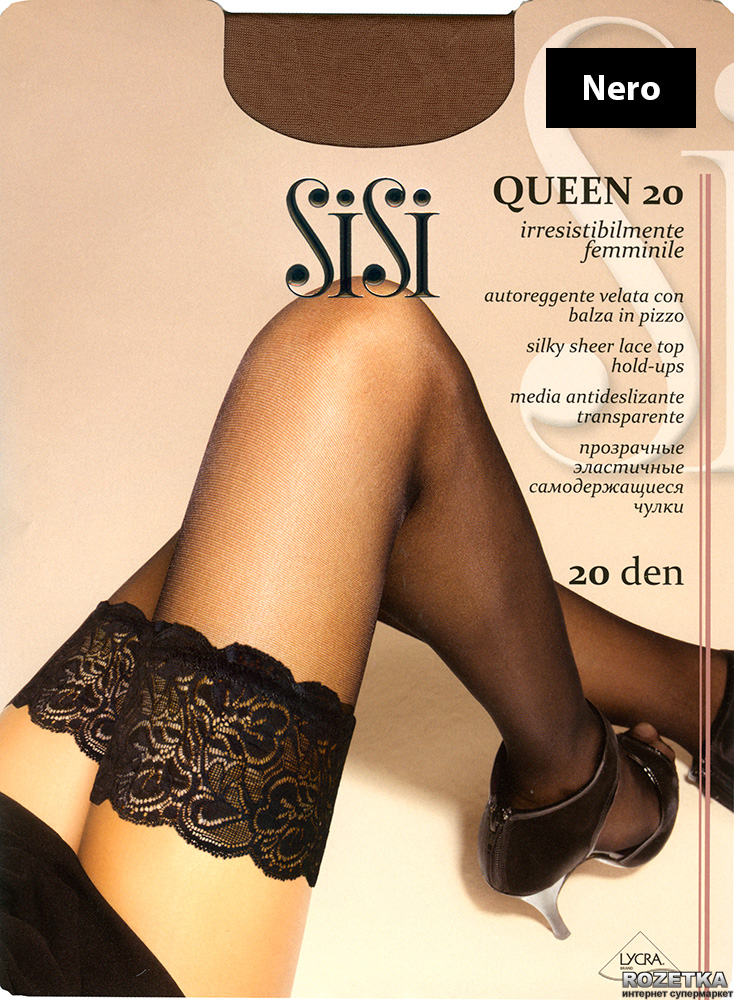 Nero
SiSi
QUEEN 20
irresistibilmente
femminile
autoreggente velata con
balza in pizzo
silky sheer lace top
hold-ups
media antideslizante
transparente
прозрачные
эластичные
самодержащиеся
чулки
20 den
LYCRA.
BRAND
ROZETKA
интернет супермаркет